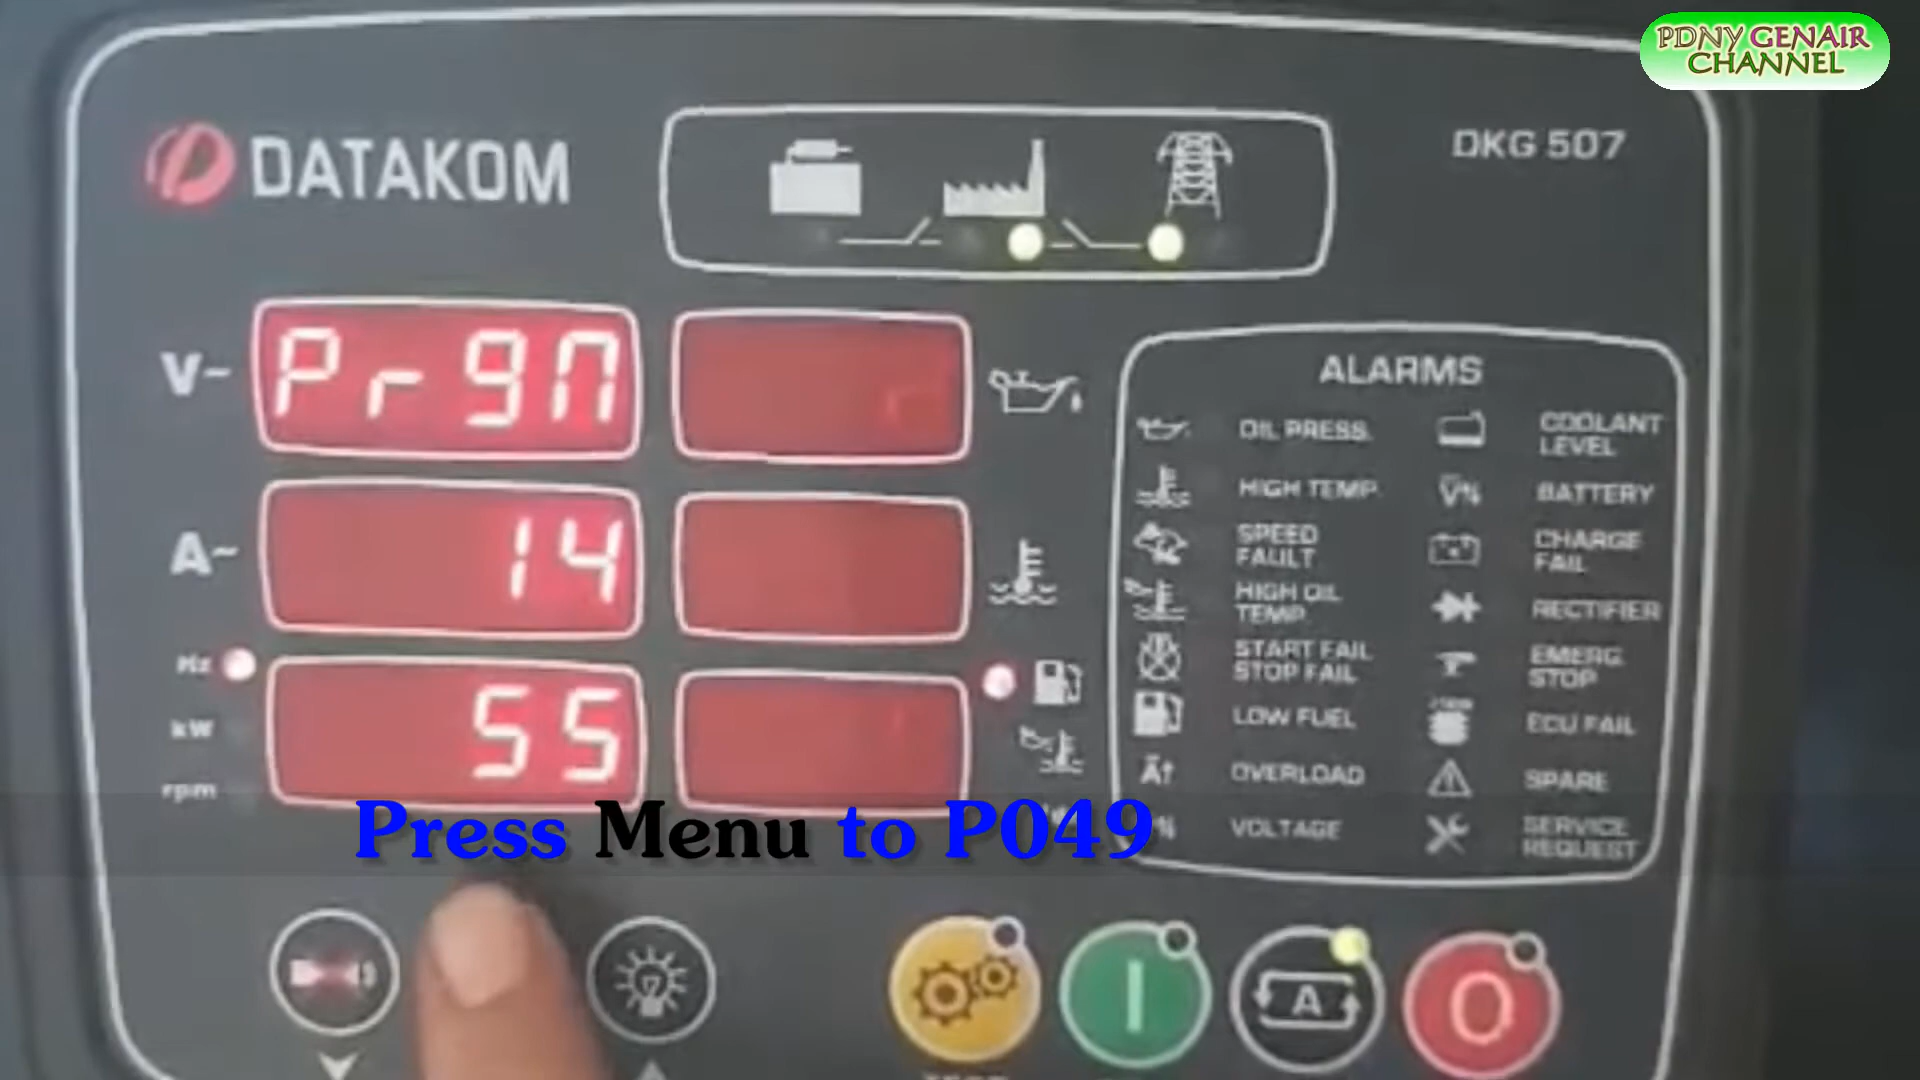 PDNY GENAIR
CHANNEL
DATAKOM
DKG 507
V~
PrgN
A~
14
Hz
55
kW
rpm
ALARMS
OIL PRESS.
COOLANT
LEVEL
HIGH TEMP.
BATTERY
SPEED
FAULT
CHARGE
FAIL
HIGH OIL
TEMP.
RECTIFIER
START FAIL
STOP FAIL
EMERG.
STOP
LOW FUEL
ECU FAIL
OVERLOAD
SPARE
VOLTAGE
SERVICE
REQUEST
Press Menu to P049
I
A
O